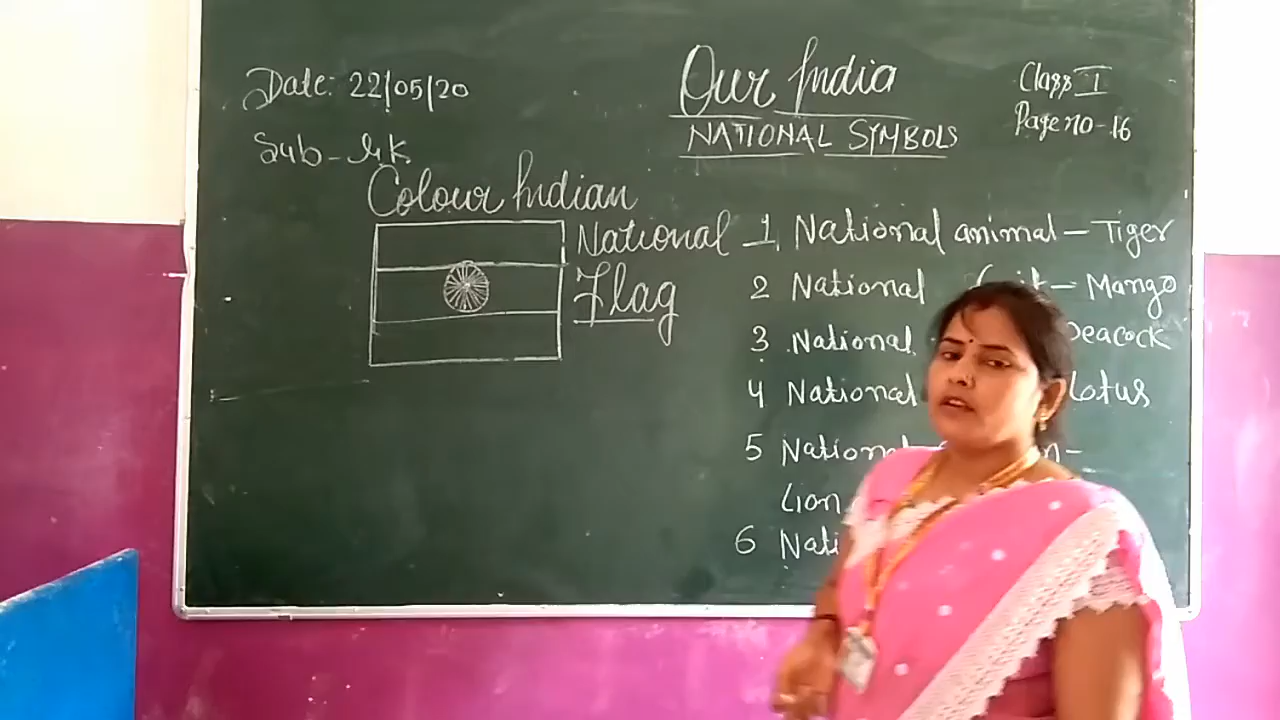 Date: 22/05/20
Sub-GK
Our India
NATIONAL SYMBOLS
Class I
Page no-16
Colour Indian
National
Flag
1, National animal - Tiger
2 National - Mango
3 National Peacock
4 National Lotus
5 National
Lion
6